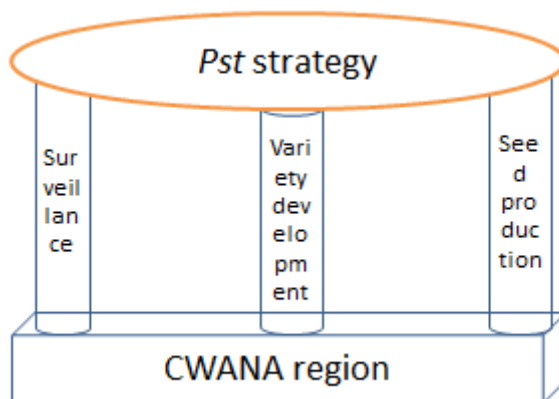 Pst strategy
Sur
veil
lan
ce
Vari
ety
dev
elo
pm
ent
See
d
pro
duc
tion
CWANA region